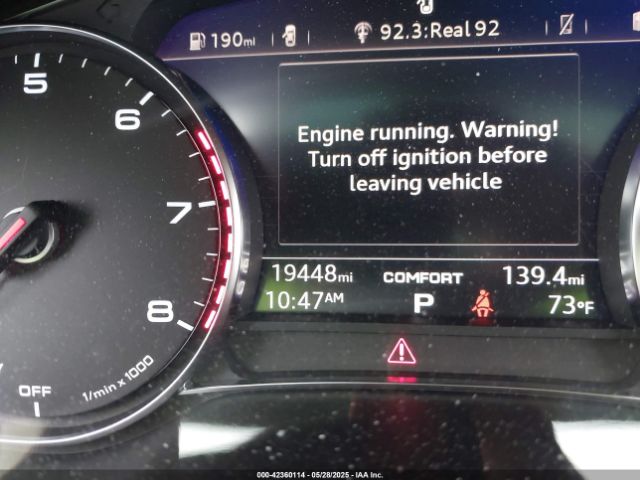 190mi
92.3:Real 92
5
6
7
8
OFF
1/min x 1000
Engine running. Warning!
Turn off ignition before
leaving vehicle
19448mi COMFORT 139.4mi
10:47AM P 73°F
000-42360114 | 05/28/2025 | IAA Inc.